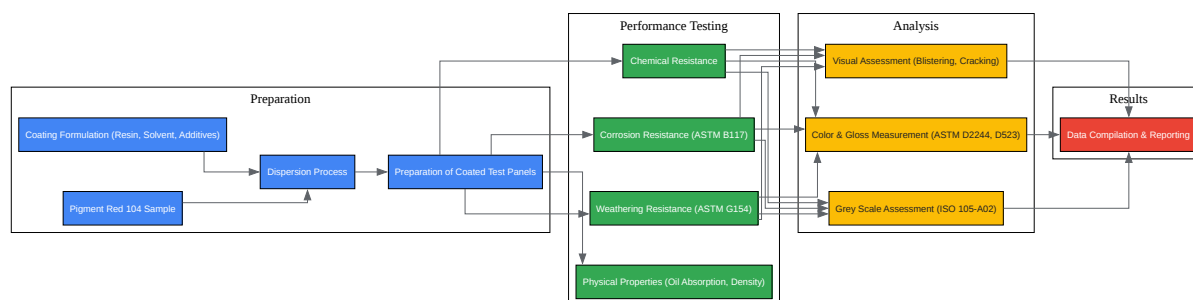 Performance Testing
Analysis
Chemical Resistance
Visual Assessment (Blistering, Cracking)
Preparation
Results
Coating Formulation (Resin, Solvent, Additives)
Corrosion Resistance (ASTM B117)
Color & Gloss Measurement (ASTM D2244, D523)
Data Compilation & Reporting
Dispersion Process
Preparation of Coated Test Panels
Pigment Red 104 Sample
Weathering Resistance (ASTM G154)
Grey Scale Assessment (ISO 105-A02)
Physical Properties (Oil Absorption, Density)